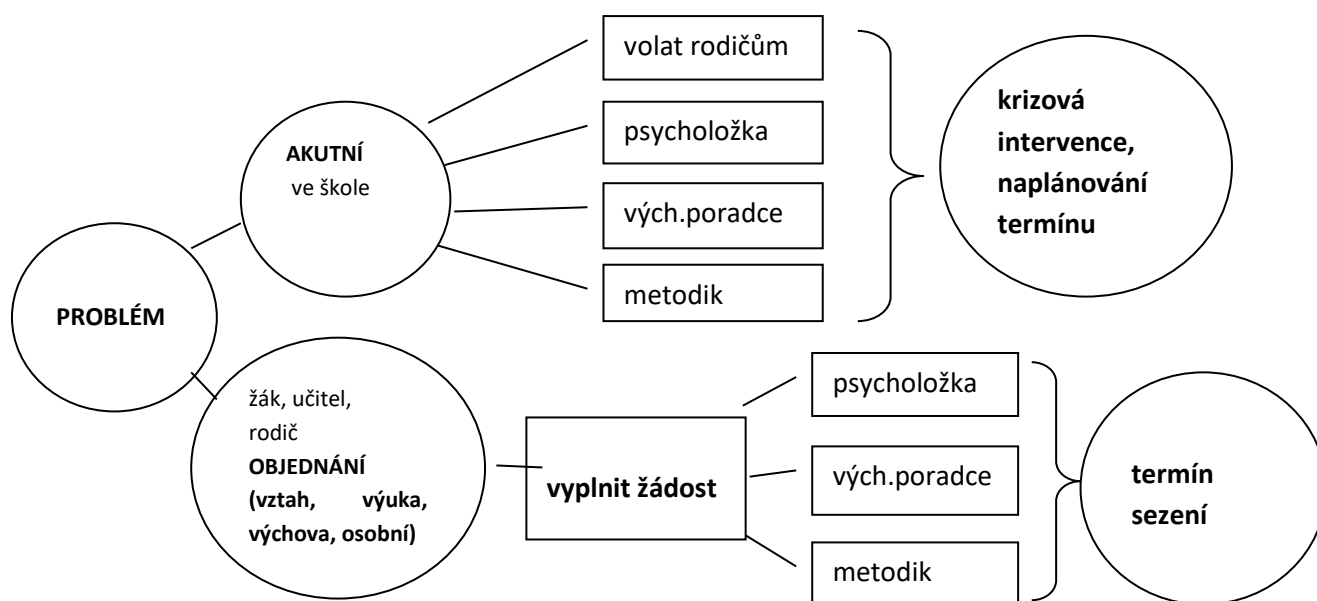 PROBLÉM
AKUTNÍ
ve škole
volat rodičům
psycholožka
vých.poradce
metodik
krizová
intervence,
naplánování
termínu
žák, učitel,
rodič
OBJEDNÁNÍ
(vztah, výuka,
výchova, osobní)
vyplnit žádost
psycholožka
vých.poradce
metodik
termín
sezení